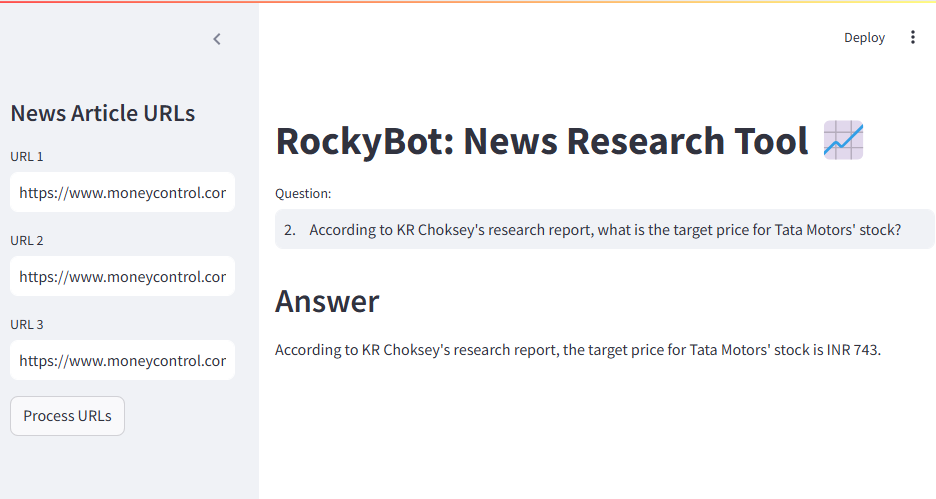 Deploy
News Article URLs
URL 1
https://www.moneycontrol.cor
URL 2
https://www.moneycontrol.cor
URL 3
https://www.moneycontrol.cor
Process URLs
RockyBot: News Research Tool
Question:
2. According to KR Choksey's research report, what is the target price for Tata Motors' stock?
Answer
According to KR Choksey's research report, the target price for Tata Motors' stock is INR 743.